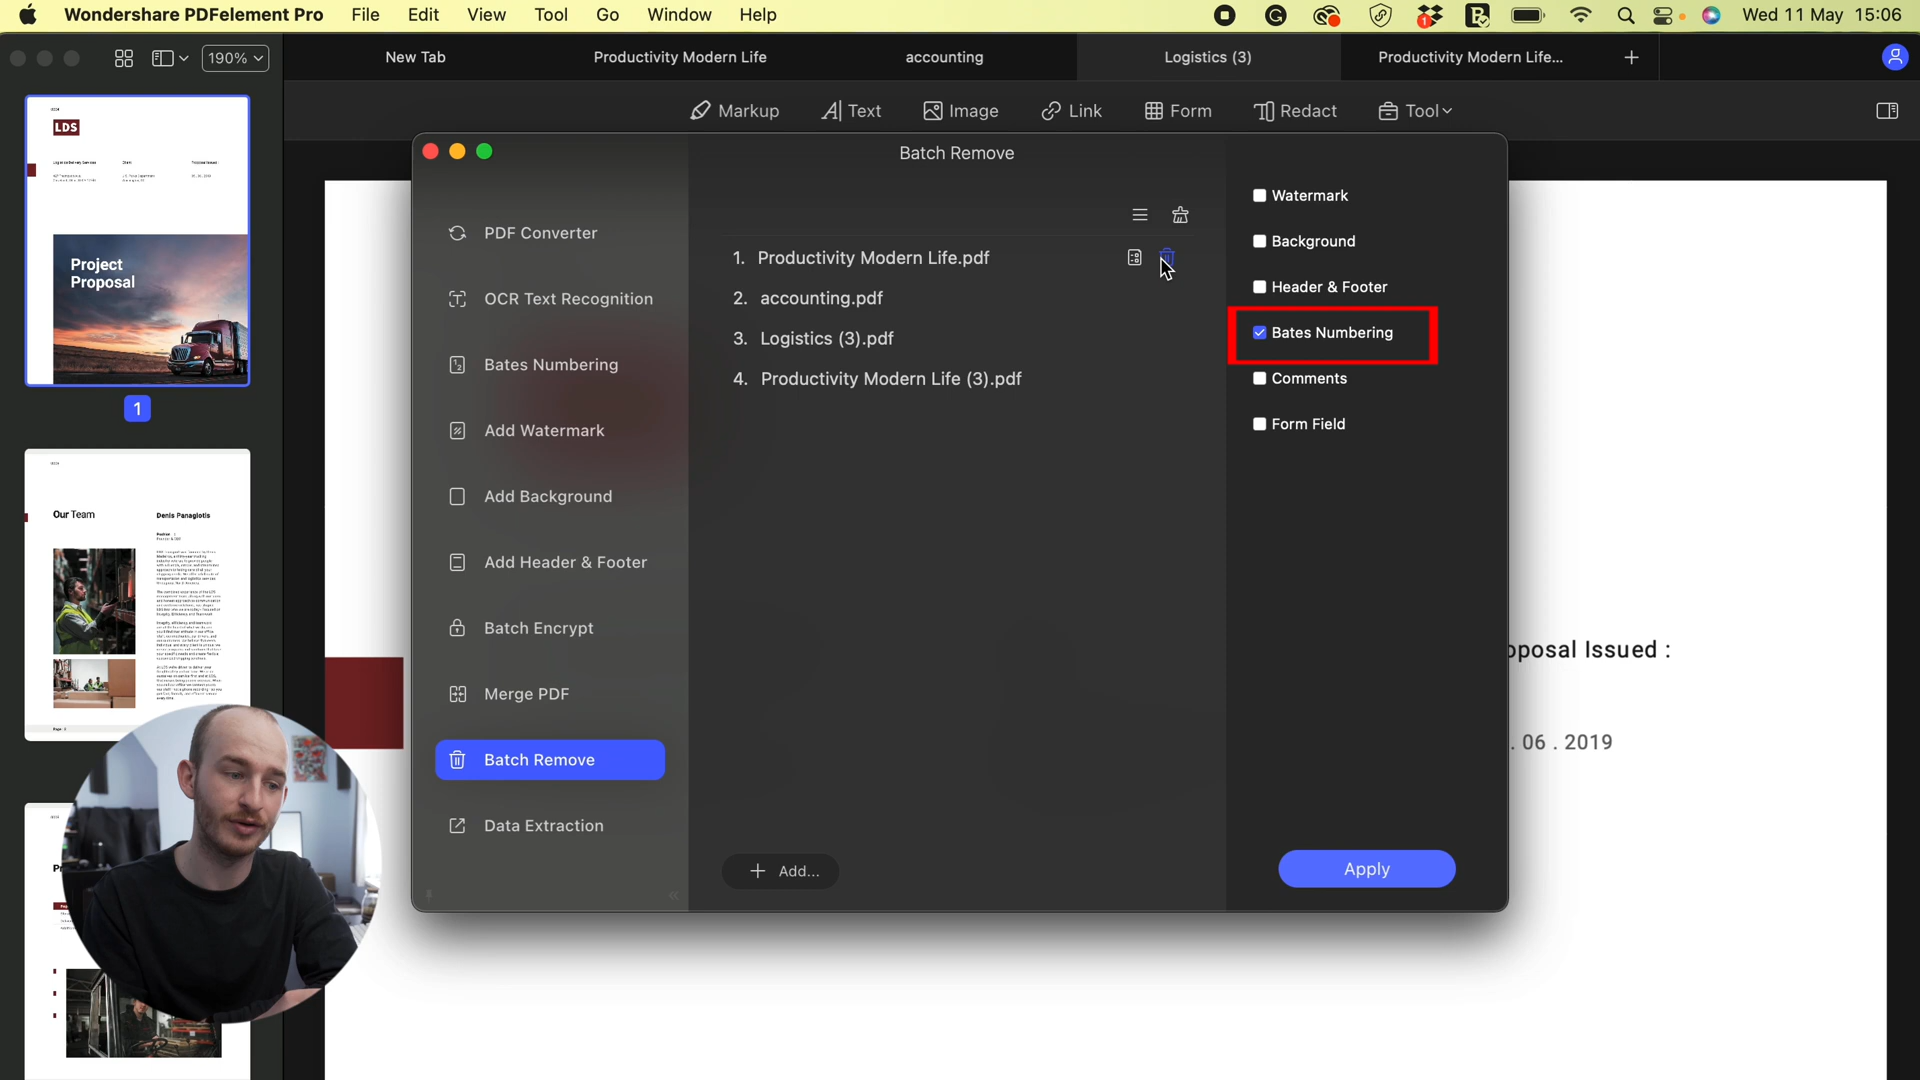 Wondershare PDFelement Pro File Edit View Tool Go Window Help
1
Wed 11 May 15:06
190%
New Tab
Productivity Modern Life
accounting
Logistics (3)
Productivity Modern Life...
Markup
Text
Image
Link
Form
Redact
Tool
LDS
Project
Proposal
1
Our Team
Denis Panagiotis
Batch Remove
PDF Converter
OCR Text Recognition
Bates Numbering
Add Watermark
Add Background
Add Header & Footer
Batch Encrypt
Merge PDF
Batch Remove
Data Extraction
1. Productivity Modern Life.pdf
2. accounting.pdf
3. Logistics (3).pdf
4. Productivity Modern Life (3).pdf
Add...
Watermark
Background
Header & Footer
Bates Numbering
Comments
Form Field
Apply
posal Issued :
. 06 . 2019